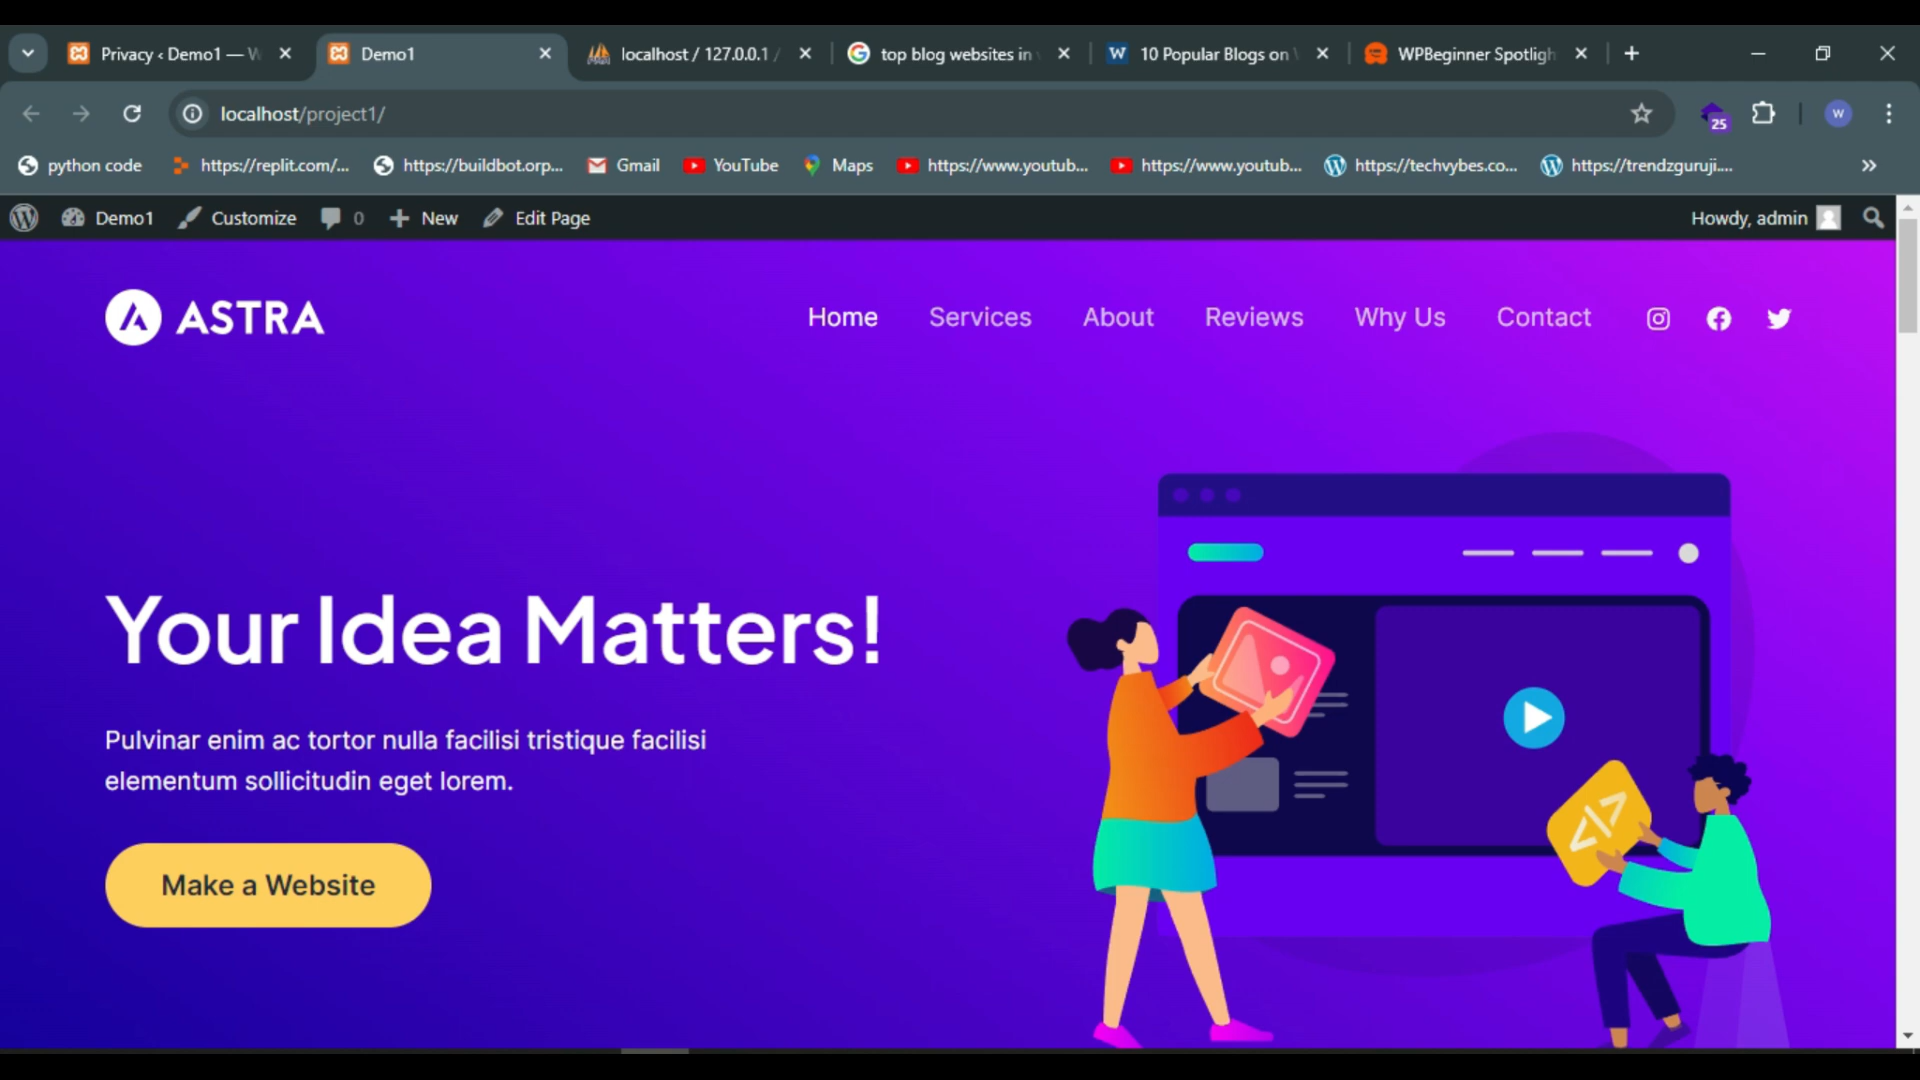 Privacy ‹ Demo1 — W
Demo1
localhost / 127.0.0.1 /
top blog websites in
10 Popular Blogs on
WPBeginner Spotligh
localhost/project1/
25
W
python code
https://replit.com/...
https://buildbot.orp...
Gmail
YouTube
Maps
https://www.youtub...
https://www.youtub...
https://techvybes.co...
https://trendzguruji....
Demo1
Customize
0
New
Edit Page
Howdy, admin
ASTRA
Home
Services
About
Reviews
Why Us
Contact
Your Idea Matters!
Pulvinar enim ac tortor nulla facilisi tristique facilisi
elementum sollicitudin eget lorem.
Make a Website